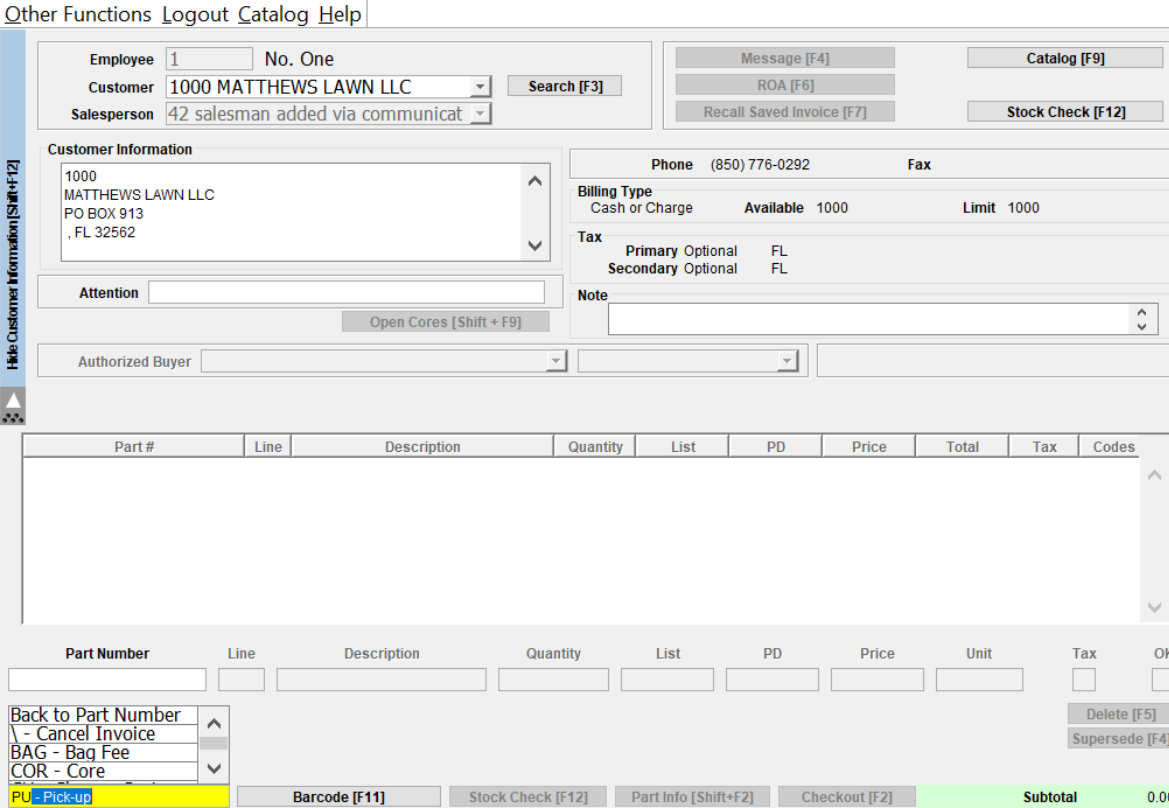 Other Functions Logout Catalog Help
Employee 1 No. One
Customer 1000 MATTHEWS LAWN LLC Search [F3]
Salesperson 42 salesman added via communicat
Message [F4] Catalog [F9]
ROA [F6]
Recall Saved Invoice [F7] Stock Check [F12]
Hide Customer Information [Shift+F12]
Customer Information
1000
MATTHEWS LAWN LLC
PO BOX 913
, FL 32562
Phone (850) 776-0292 Fax
Billing Type
Cash or Charge Available 1000 Limit 1000
Tax
Primary Optional FL
Secondary Optional FL
Attention
Note
Open Cores [Shift + F9]
Authorized Buyer
Part # Line Description Quantity List PD Price Total Tax Codes
Part Number Line Description Quantity List PD Price Unit Tax OK
Back to Part Number
\ - Cancel Invoice
BAG - Bag Fee
COR - Core
Delete [F5]
Supersede [F4]
PU - Pick-up Barcode [F11] Stock Check [F12] Part Info [Shift+F2] Checkout [F2] Subtotal 0.00